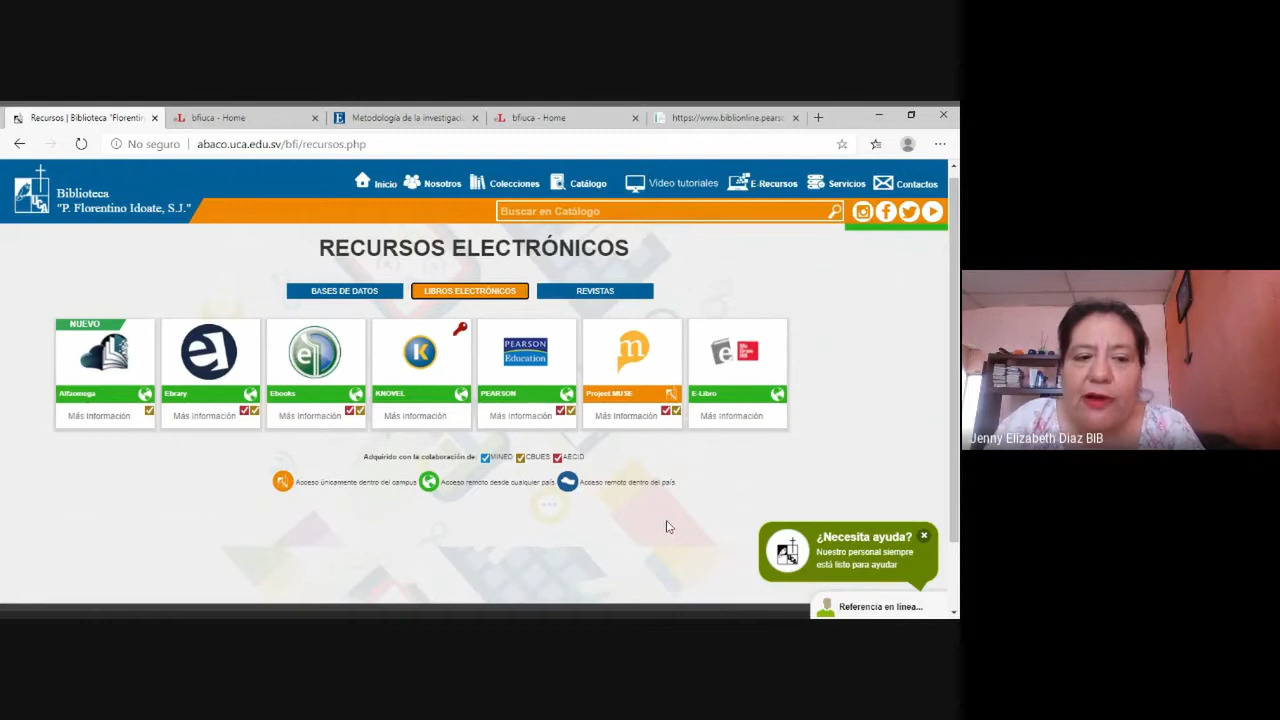 Recursos | Biblioteca "Florentin
bfiuca - Home
Metodología de la investigaci
bfiuca - Home
https://www.biblionline.pears
No seguro
abaco.uca.edu.sv/bfi/recursos.php
UCA
Biblioteca
"P. Florentino Idoate, S.J."
Inicio
Nosotros
Colecciones
Catálogo
Video tutoriales
E-Recursos
Servicios
Contactos
Buscar en Catálogo
RECURSOS ELECTRÓNICOS
BASES DE DATOS
LIBROS ELECTRÓNICOS
REVISTAS
NUEVO
PEARSON
Education
Alfaomega
Ebrary
Ebooks
KNOVEL
PEARSON
Project MUSE
E-Libro
Más Información
Más Información
Más Información
Más Información
Más Información
Más Información
Más Información
Adquirido con la colaboración de: MINED CBUES AECID
Acceso únicamente dentro del campus
Acceso remoto desde cualquier país
Acceso remoto dentro del país
¿Necesita ayuda?
Nuestro personal siempre
está listo para ayudar
Referencia en línea...
Jenny Elizabeth Diaz BIB